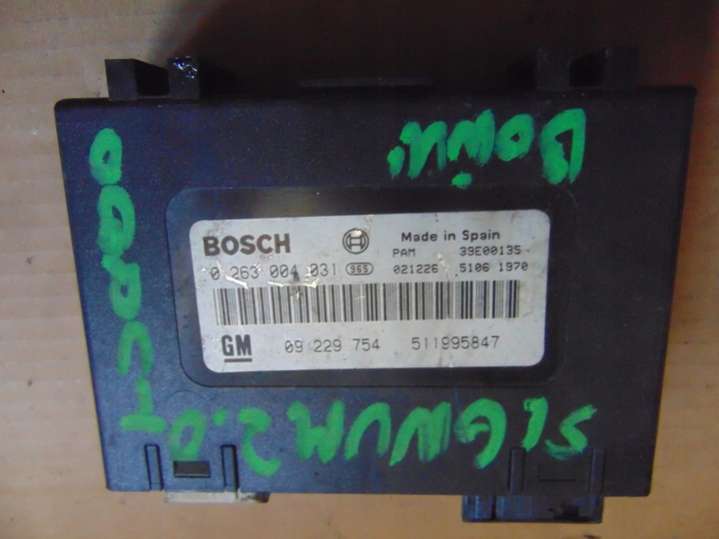 BOSCH Made in Spain
PAM 39E00135
0 263 004 031 965 021226 5106 1970
GM 09 229 754 511995847
SIGNUM 2.0T